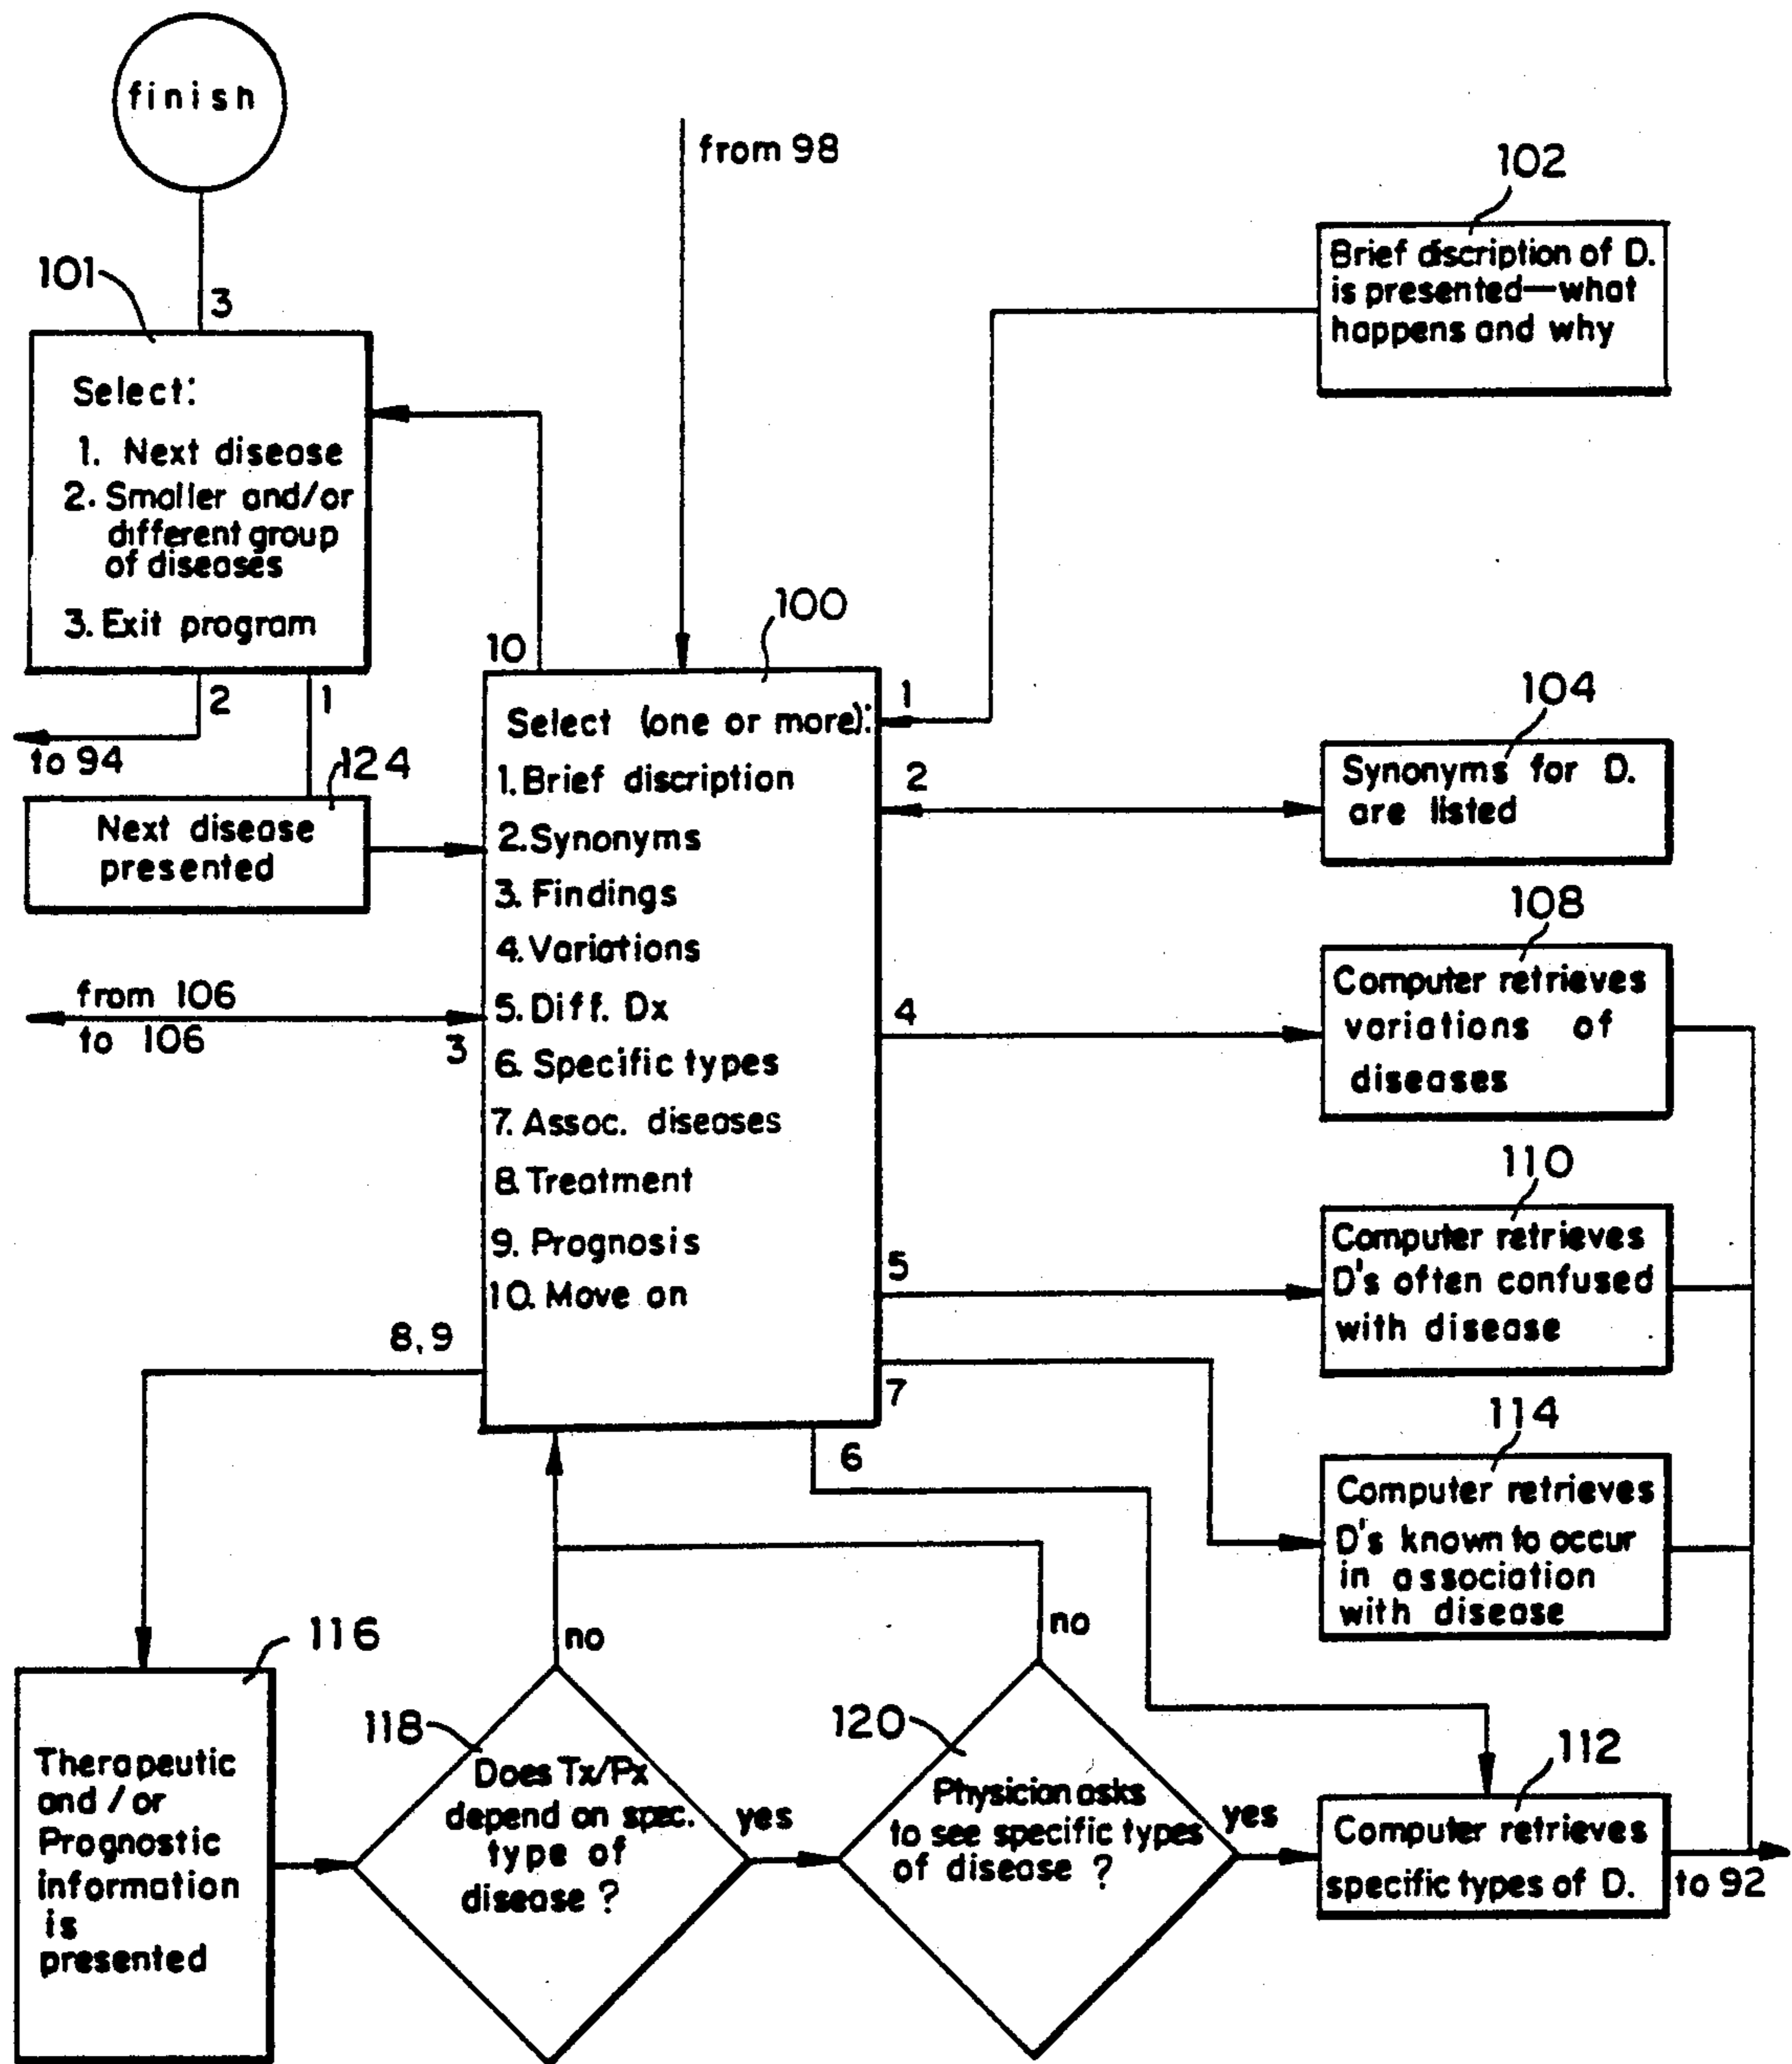 finish
from 98
102
Brief discription of D.
is presented—what
happens and why
101
3
Select:
1. Next disease
2. Smaller and/or
different group
of diseases
3. Exit program
2
1
to 94
124
Next disease
presented
from 106
to 106
3
10
100
1
Select (one or more):
1. Brief discription
2. Synonyms
3. Findings
4. Variations
5. Diff. Dx
6. Specific types
7. Assoc. diseases
8. Treatment
9. Prognosis
10. Move on
2
104
Synonyms for D.
are listed
4
108
Computer retrieves
variations of
diseases
5
110
Computer retrieves
D's often confused
with disease
7
114
Computer retrieves
D's known to occur
in association
with disease
6
8, 9
116
Therapeutic
and / or
Prognostic
information
is
presented
no
118
Does Tx/Px
depend on spec.
type of
disease ?
yes
no
120
Physician asks
to see specific types
of disease ?
yes
112
Computer retrieves
specific types of D.
to 92